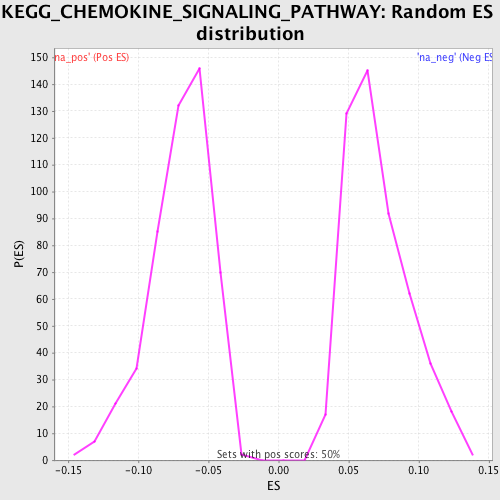 KEGG_CHEMOKINE_SIGNALING_PATHWAY: Random ES
distribution
'na_pos' (Pos ES)
'na_neg' (Neg ES
150
140
130
120
110
100
90
80
70
60
50
40
30
20
10
0
P(ES)
Sets with pos scores: 50%
-0.15 -0.10 -0.05 0.00 0.05 0.10 0.15
ES